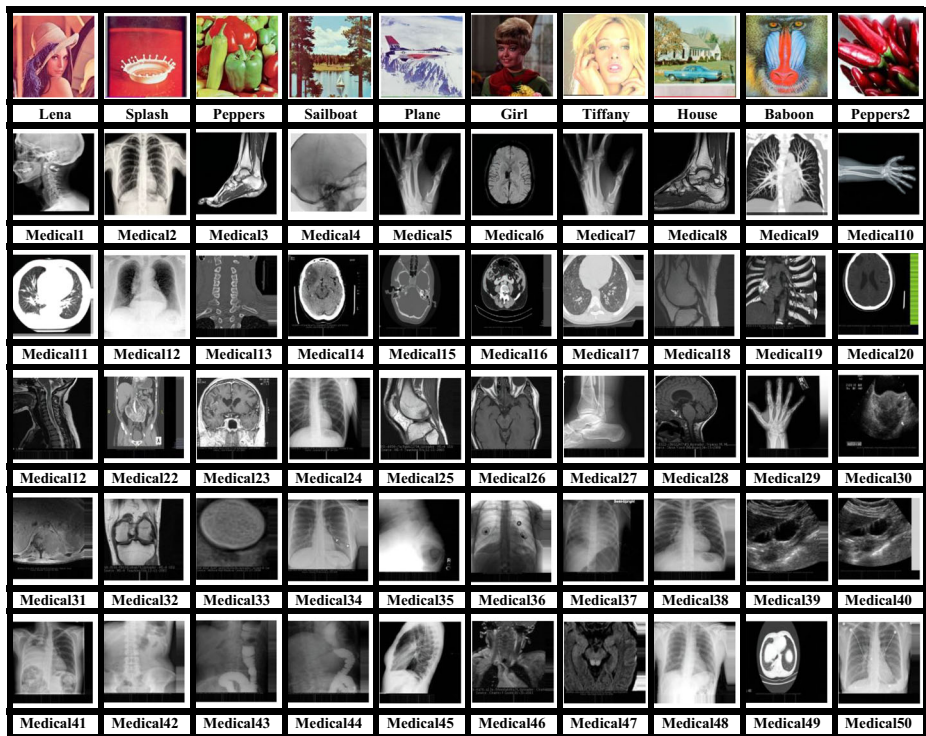 Lena Splash Peppers Sailboat Plane Girl Tiffany House Baboon Peppers2
Medical1 Medical2 Medical3 Medical4 Medical5 Medical6 Medical7 Medical8 Medical9 Medical10
Medical11 Medical12 Medical13 Medical14 Medical15 Medical16 Medical17 Medical18 Medical19 Medical20
Medical12 Medical22 Medical23 Medical24 Medical25 Medical26 Medical27 Medical28 Medical29 Medical30
Medical31 Medical32 Medical33 Medical34 Medical35 Medical36 Medical37 Medical38 Medical39 Medical40
Medical41 Medical42 Medical43 Medical44 Medical45 Medical46 Medical47 Medical48 Medical49 Medical50